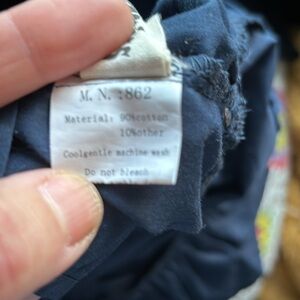 M. N. :862
Material: 90%cotton
10%other
Coolgentle machine wash
Do not bleach